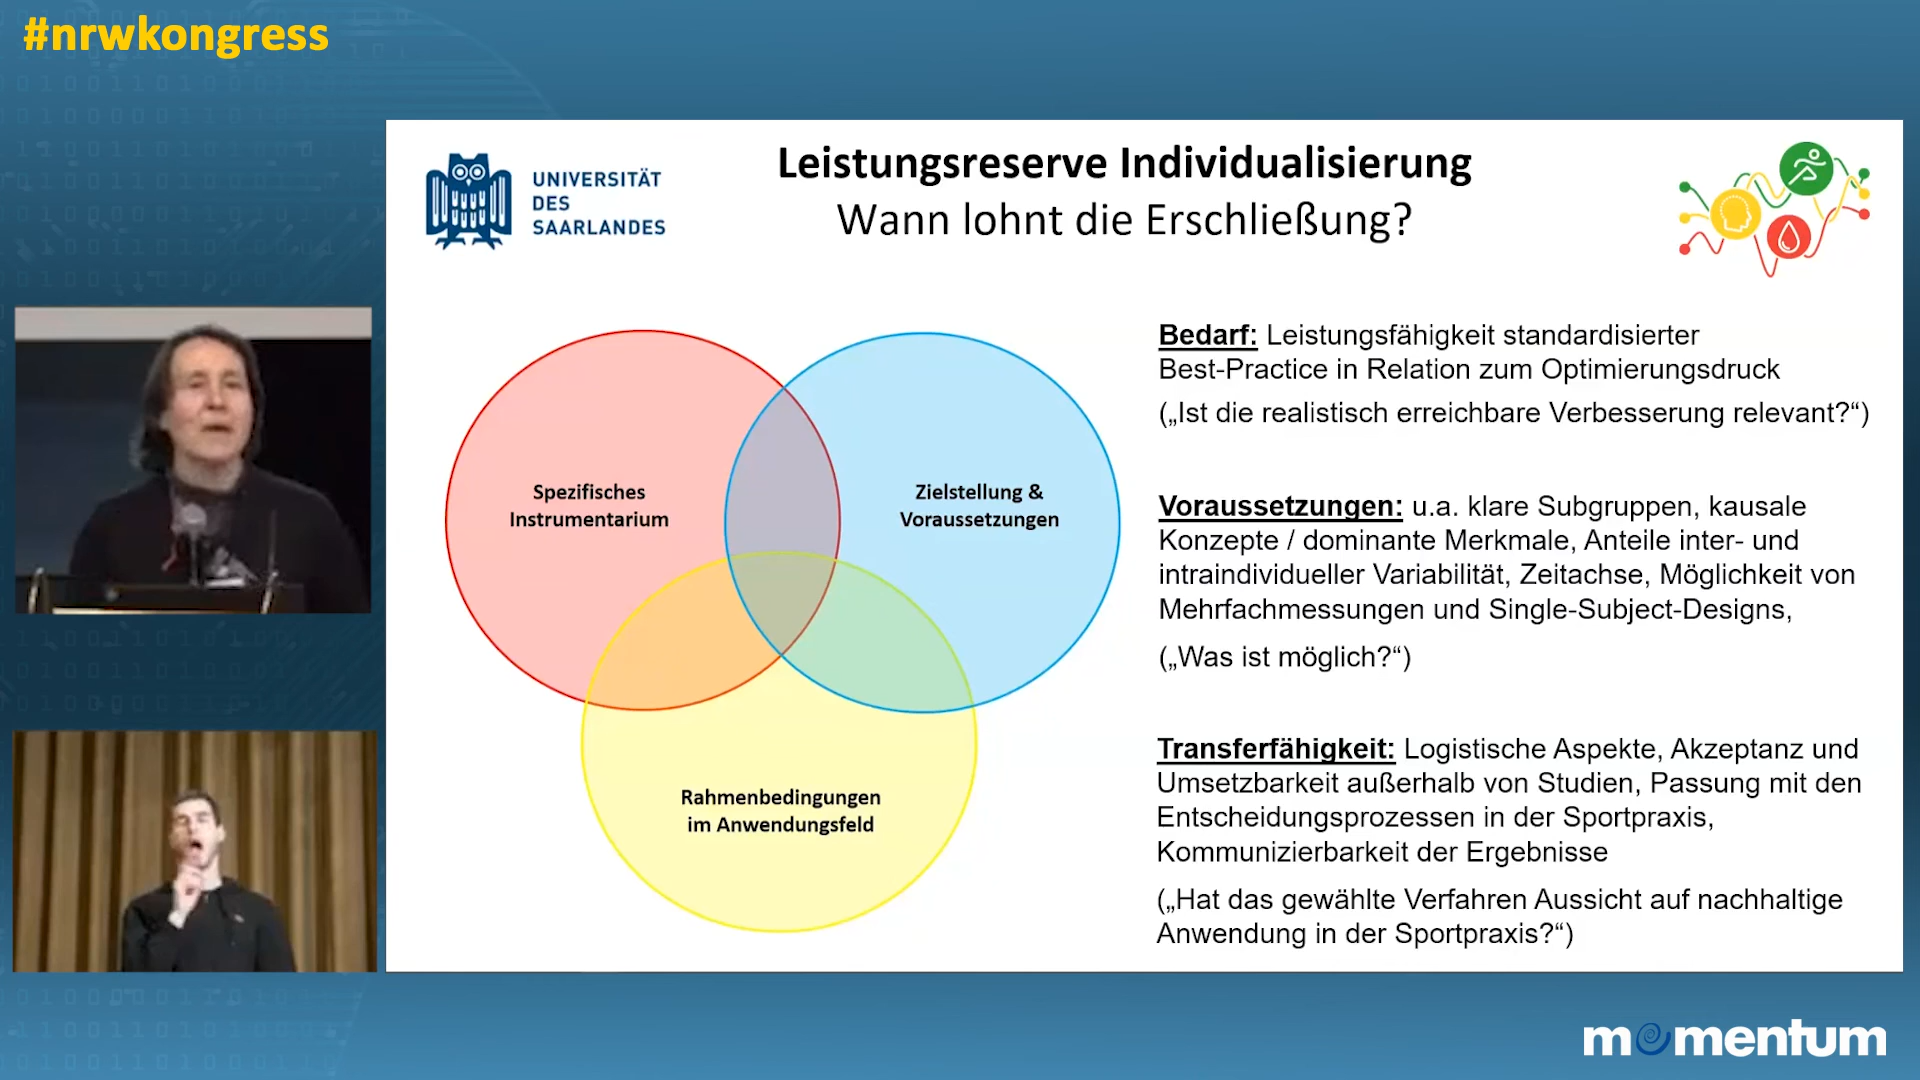 #nrwkongress
UNIVERSITÄT
DES
SAARLANDES
Leistungsreserve Individualisierung
Wann lohnt die Erschließung?
Spezifisches
Instrumentarium
Zielstellung &
Voraussetzungen
Rahmenbedingungen
im Anwendungsfeld
Bedarf: Leistungsfähigkeit standardisierter
Best-Practice in Relation zum Optimierungsdruck
(„Ist die realistisch erreichbare Verbesserung relevant?“)
Voraussetzungen: u.a. klare Subgruppen, kausale
Konzepte / dominante Merkmale, Anteile inter- und
intraindividueller Variabilität, Zeitachse, Möglichkeit von
Mehrfachmessungen und Single-Subject-Designs,
(„Was ist möglich?“)
Transferfähigkeit: Logistische Aspekte, Akzeptanz und
Umsetzbarkeit außerhalb von Studien, Passung mit den
Entscheidungsprozessen in der Sportpraxis,
Kommunizierbarkeit der Ergebnisse
(„Hat das gewählte Verfahren Aussicht auf nachhaltige
Anwendung in der Sportpraxis?“)
momentum